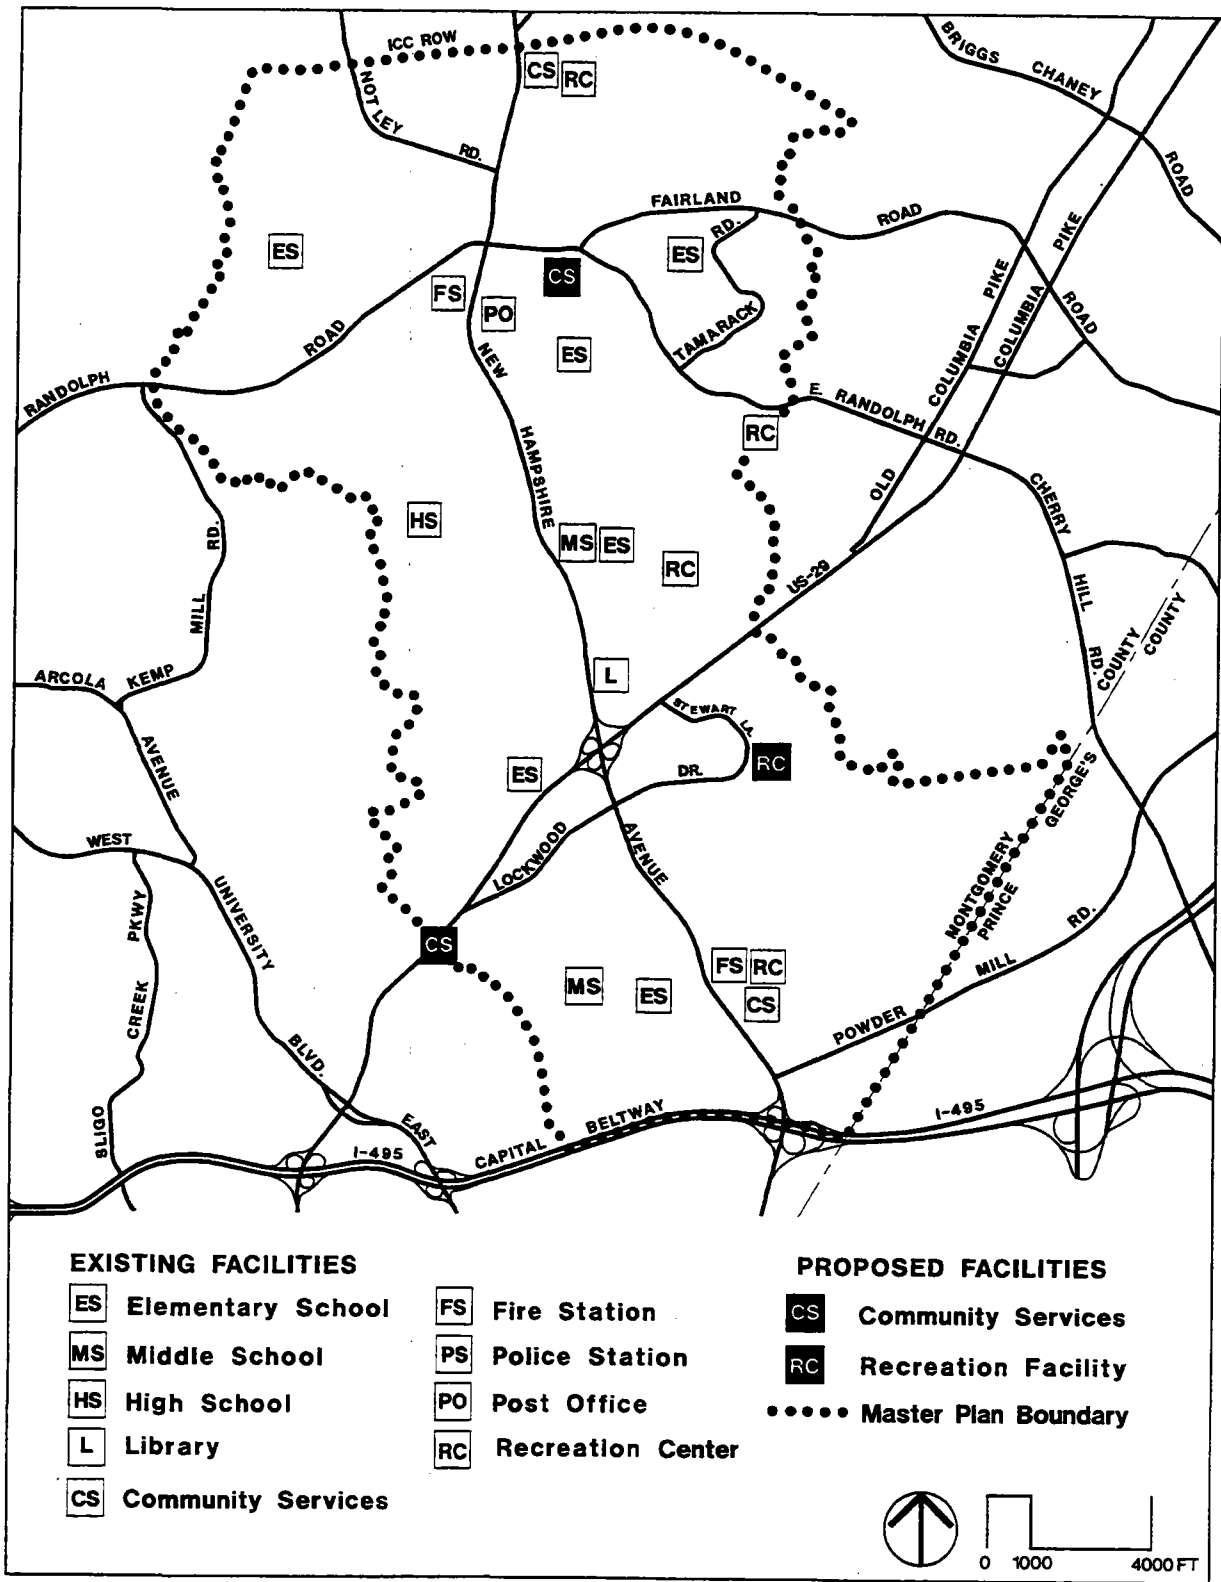 ICC ROW
BRIGGS CHANEY ROAD
NOTLEY RD.
CS
RC
FAIRLAND ROAD
ES
ES
RD.
TAMARACK
CS
FS
PO
PIKE
PIKE
ROAD
RANDOLPH ROAD
NEW HAMPSHIRE AVENUE
ES
OLD COLUMBIA
COLUMBIA
E. RANDOLPH RD.
RC
CHERRY HILL RD.
HS
MS
ES
RC
US-29
MILL RD.
KEMP
COUNTY
COUNTY
ARCOLA AVENUE
L
STEWART LA.
ES
DR.
RC
LOCKWOOD
MONTGOMERY
PRINCE GEORGE'S
WEST
UNIVERSITY BLVD. EAST
PKWY
CREEK
SLIGO
CS
MS
ES
FS
RC
CS
POWDER MILL RD.
I-495
CAPITAL BELTWAY
I-495
EXISTING FACILITIES
ES Elementary School
MS Middle School
HS High School
L Library
CS Community Services
FS Fire Station
PS Police Station
PO Post Office
RC Recreation Center
PROPOSED FACILITIES
CS Community Services
RC Recreation Facility
Master Plan Boundary
0 1000 4000 FT